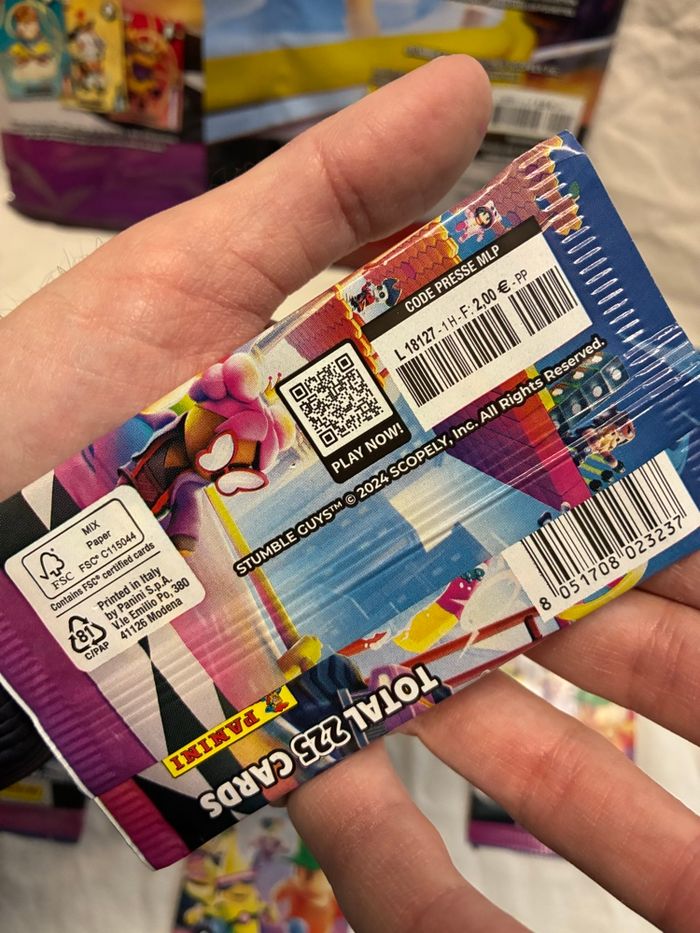 CODE PRESSE MLP
L 18127 - 1 H - F: 2,00 € - PP
PLAY NOW!
STUMBLE GUYS™ © 2024 SCOPELY, Inc. All Rights Reserved.
8 051708 023237
FSC
MIX
Paper
FSC® C115044
Contains FSC® certified cards
81
C/PAP
Printed in Italy
by Panini S.p.A.
V.le Emilio Po, 380
41126 Modena
PANINI
TOTAL 225 CARDS